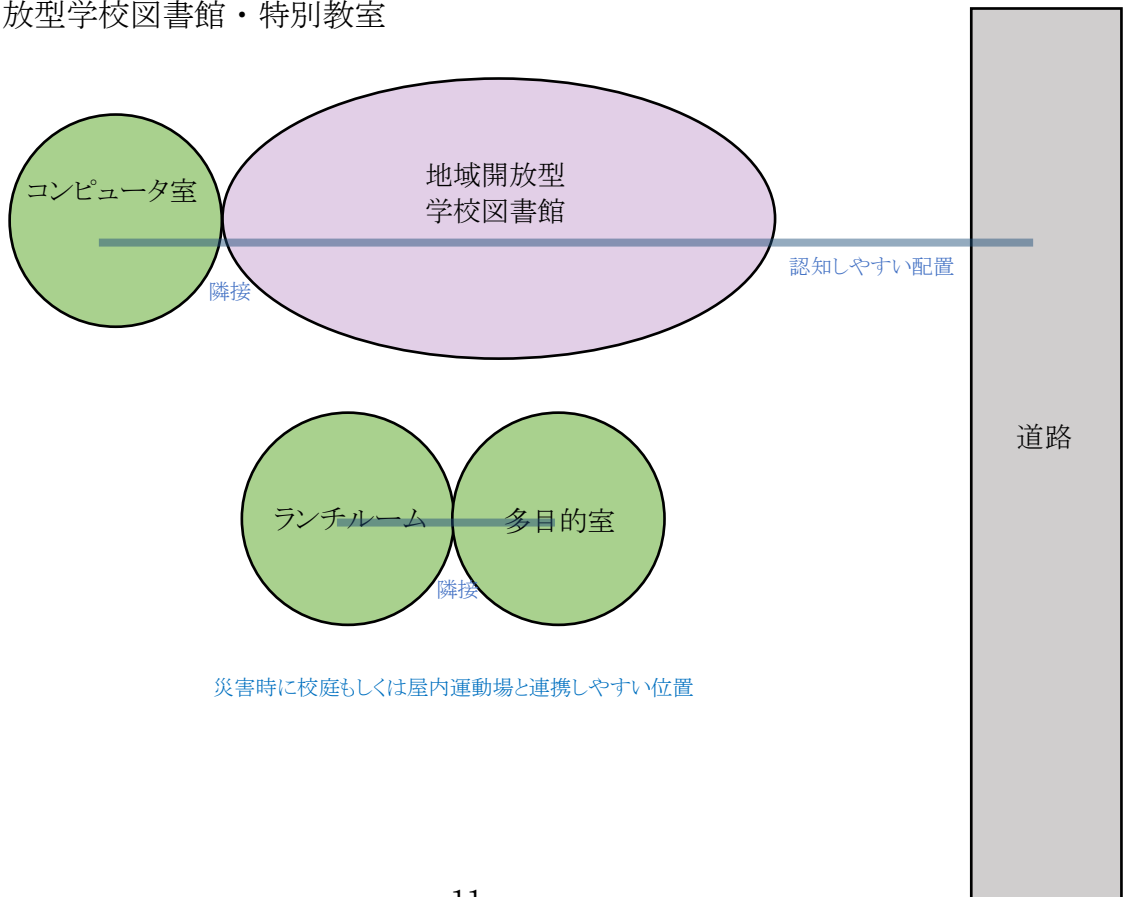 放型学校図書館・特別教室
コンピュータ室
地域開放型
学校図書館
認知しやすい配置
隣接
道路
ランチルーム
多目的室
隣接
災害時に校庭もしくは屋内運動場と連携しやすい位置
11